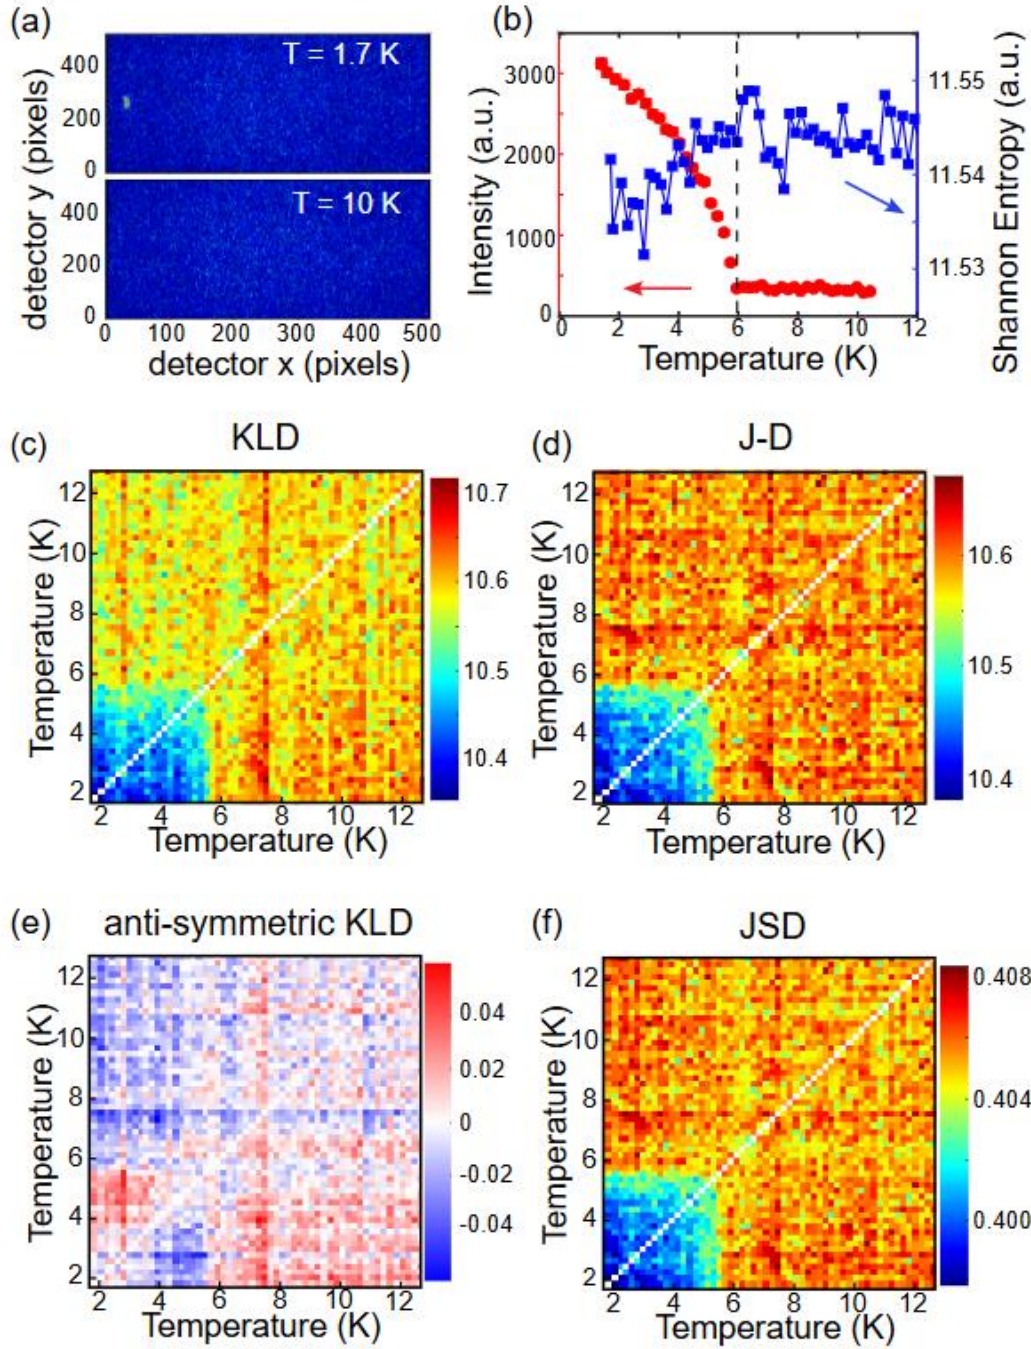 (a)
T = 1.7 K
T = 10 K
detector y (pixels)
400
200
0
400
200
0
0 100 200 300 400 500
detector x (pixels)
(b)
Intensity (a.u.)
3000
2000
1000
0
0 2 4 6 8 10 12
Temperature (K)
11.55
11.54
11.53
Shannon Entropy (a.u.)
(c)
KLD
Temperature (K)
12
10
8
6
4
2
2 4 6 8 10 12
Temperature (K)
10.7
10.6
10.5
10.4
(d)
J-D
Temperature (K)
12
10
8
6
4
2
2 4 6 8 10 12
Temperature (K)
10.6
10.5
10.4
(e)
anti-symmetric KLD
Temperature (K)
12
10
8
6
4
2
2 4 6 8 10 12
Temperature (K)
0.04
0.02
0
-0.02
-0.04
(f)
JSD
Temperature (K)
12
10
8
6
4
2
2 4 6 8 10 12
Temperature (K)
0.408
0.404
0.400